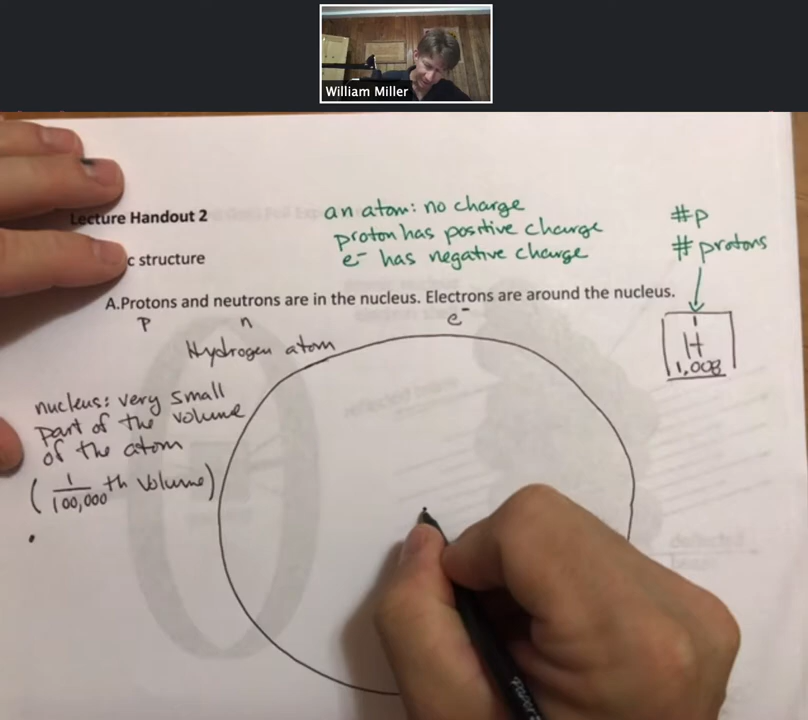 William Miller
Lecture Handout 2
c structure
an atom: no charge
proton has positive charge
e⁻ has negative charge
#p
# protons
A.Protons and neutrons are in the nucleus. Electrons are around the nucleus.
p n e⁻
1
H
1,008
Hydrogen atom
nucleus: very small
part of the volume
of the atom
(1/100,000 th volume)